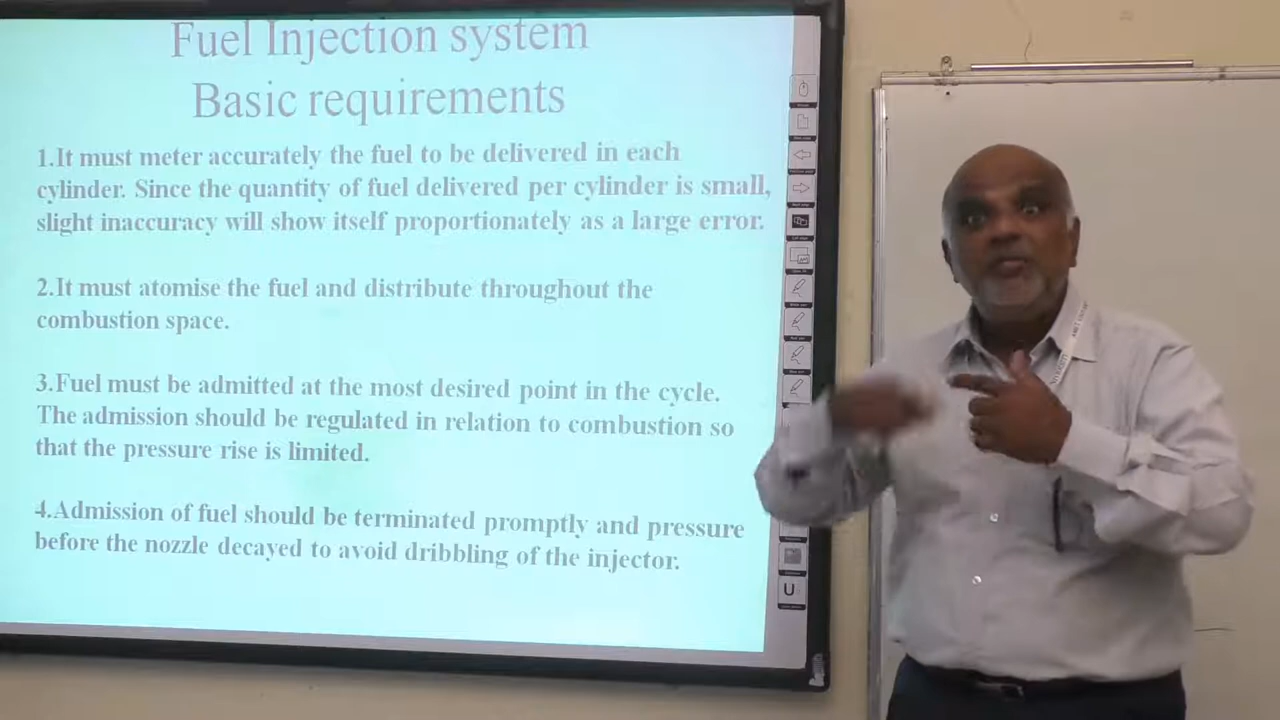 Fuel Injection system
Basic requirements
1.It must meter accurately the fuel to be delivered in each
cylinder. Since the quantity of fuel delivered per cylinder is small,
slight inaccuracy will show itself proportionately as a large error.
2.It must atomise the fuel and distribute throughout the
combustion space.
3.Fuel must be admitted at the most desired point in the cycle.
The admission should be regulated in relation to combustion so
that the pressure rise is limited.
4.Admission of fuel should be terminated promptly and pressure
before the nozzle decayed to avoid dribbling of the injector.